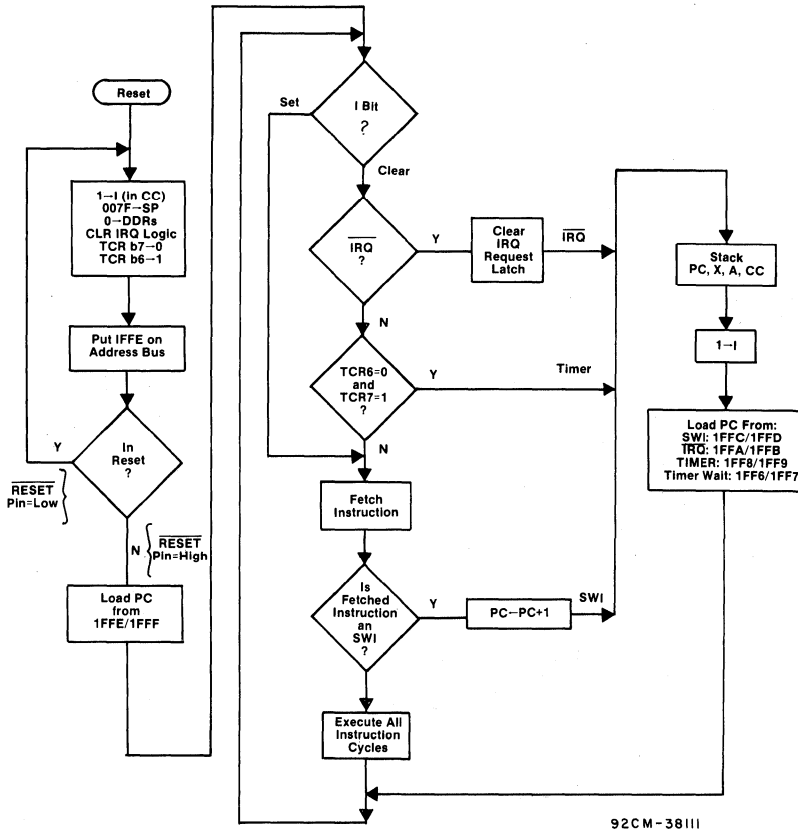 Reset
1→I (in CC)
007F→SP
0→DDRs
CLR IRQ Logic
TCR b7→0
TCR b6→1
Put IFFE on
Address Bus
Y
In
Reset
?
RESET
Pin=Low
N
RESET
Pin=High
Load PC
from
1FFE/1FFF
Set
I Bit
?
Clear
IRQ
?
Y
Clear
IRQ
Request
Latch
IRQ
N
TCR6=0
and
TCR7=1
?
Y
Timer
N
Fetch
Instruction
Is
Fetched
Instruction
an
SWI
?
Y
PC←PC+1
SWI
Execute All
Instruction
Cycles
Stack
PC, X, A, CC
1→I
Load PC From:
SWI: 1FFC/1FFD
IRQ: 1FFA/1FFB
TIMER: 1FF8/1FF9
Timer Wait: 1FF6/1FF7
92CM-38111